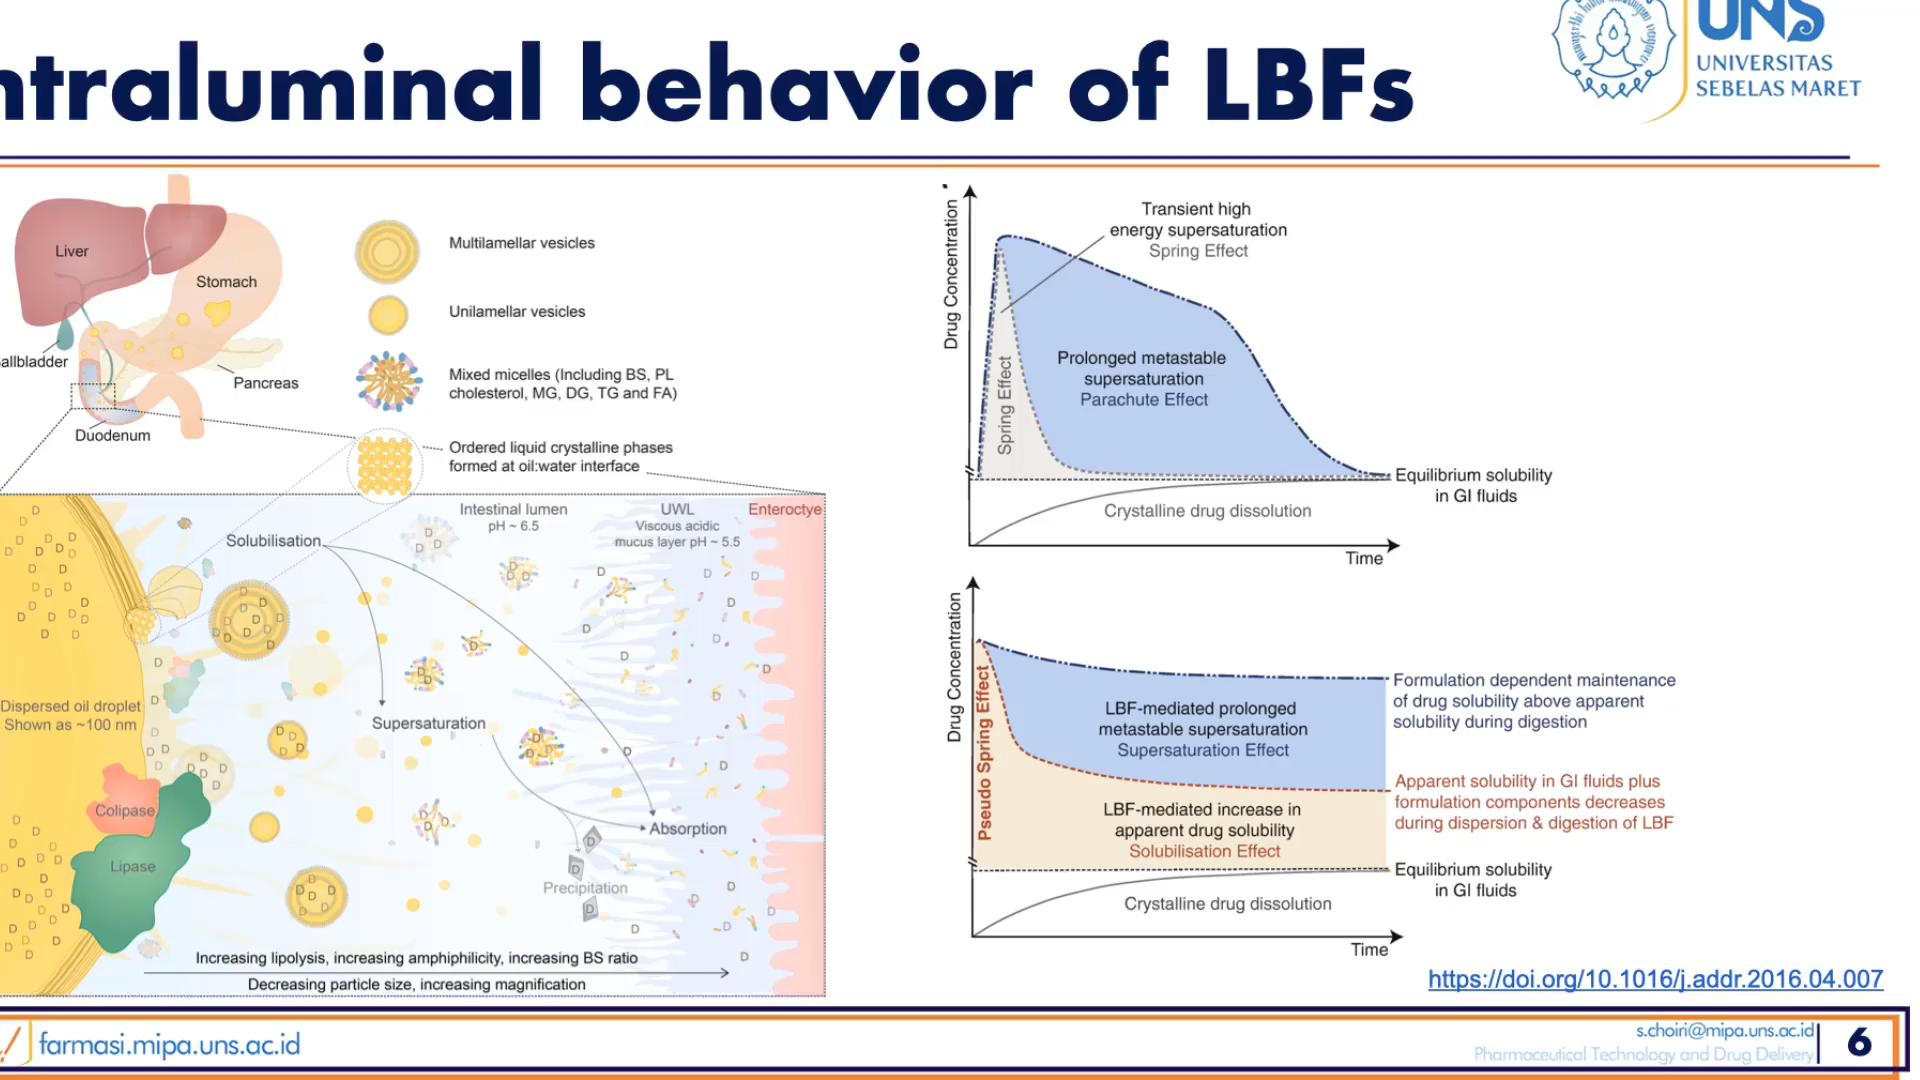 ntraluminal behavior of LBFs
UNS
UNIVERSITAS
SEBELAS MARET
Liver
Stomach
allbladder
Pancreas
Duodenum
Multilamellar vesicles
Unilamellar vesicles
Mixed micelles (Including BS, PL
cholesterol, MG, DG, TG and FA)
Ordered liquid crystalline phases
formed at oil:water interface
Intestinal lumen
pH ~ 6.5
UWL
Viscous acidic
mucus layer pH ~ 5.5
Enteroctye
Solubilisation
Supersaturation
Dispersed oil droplet
Shown as ~100 nm
Colipase
Lipase
Absorption
Precipitation
Increasing lipolysis, increasing amphiphilicity, increasing BS ratio
Decreasing particle size, increasing magnification
Drug Concentration
Transient high
energy supersaturation
Spring Effect
Spring Effect
Prolonged metastable
supersaturation
Parachute Effect
Equilibrium solubility
in GI fluids
Crystalline drug dissolution
Time
Drug Concentration
Pseudo Spring Effect
LBF-mediated prolonged
metastable supersaturation
Supersaturation Effect
Formulation dependent maintenance
of drug solubility above apparent
solubility during digestion
LBF-mediated increase in
apparent drug solubility
Solubilisation Effect
Apparent solubility in GI fluids plus
formulation components decreases
during dispersion & digestion of LBF
Equilibrium solubility
in GI fluids
Crystalline drug dissolution
Time
https://doi.org/10.1016/j.addr.2016.04.007
farmasi.mipa.uns.ac.id
s.choiri@mipa.uns.ac.id
Pharmaceutical Technology and Drug Delivery
6